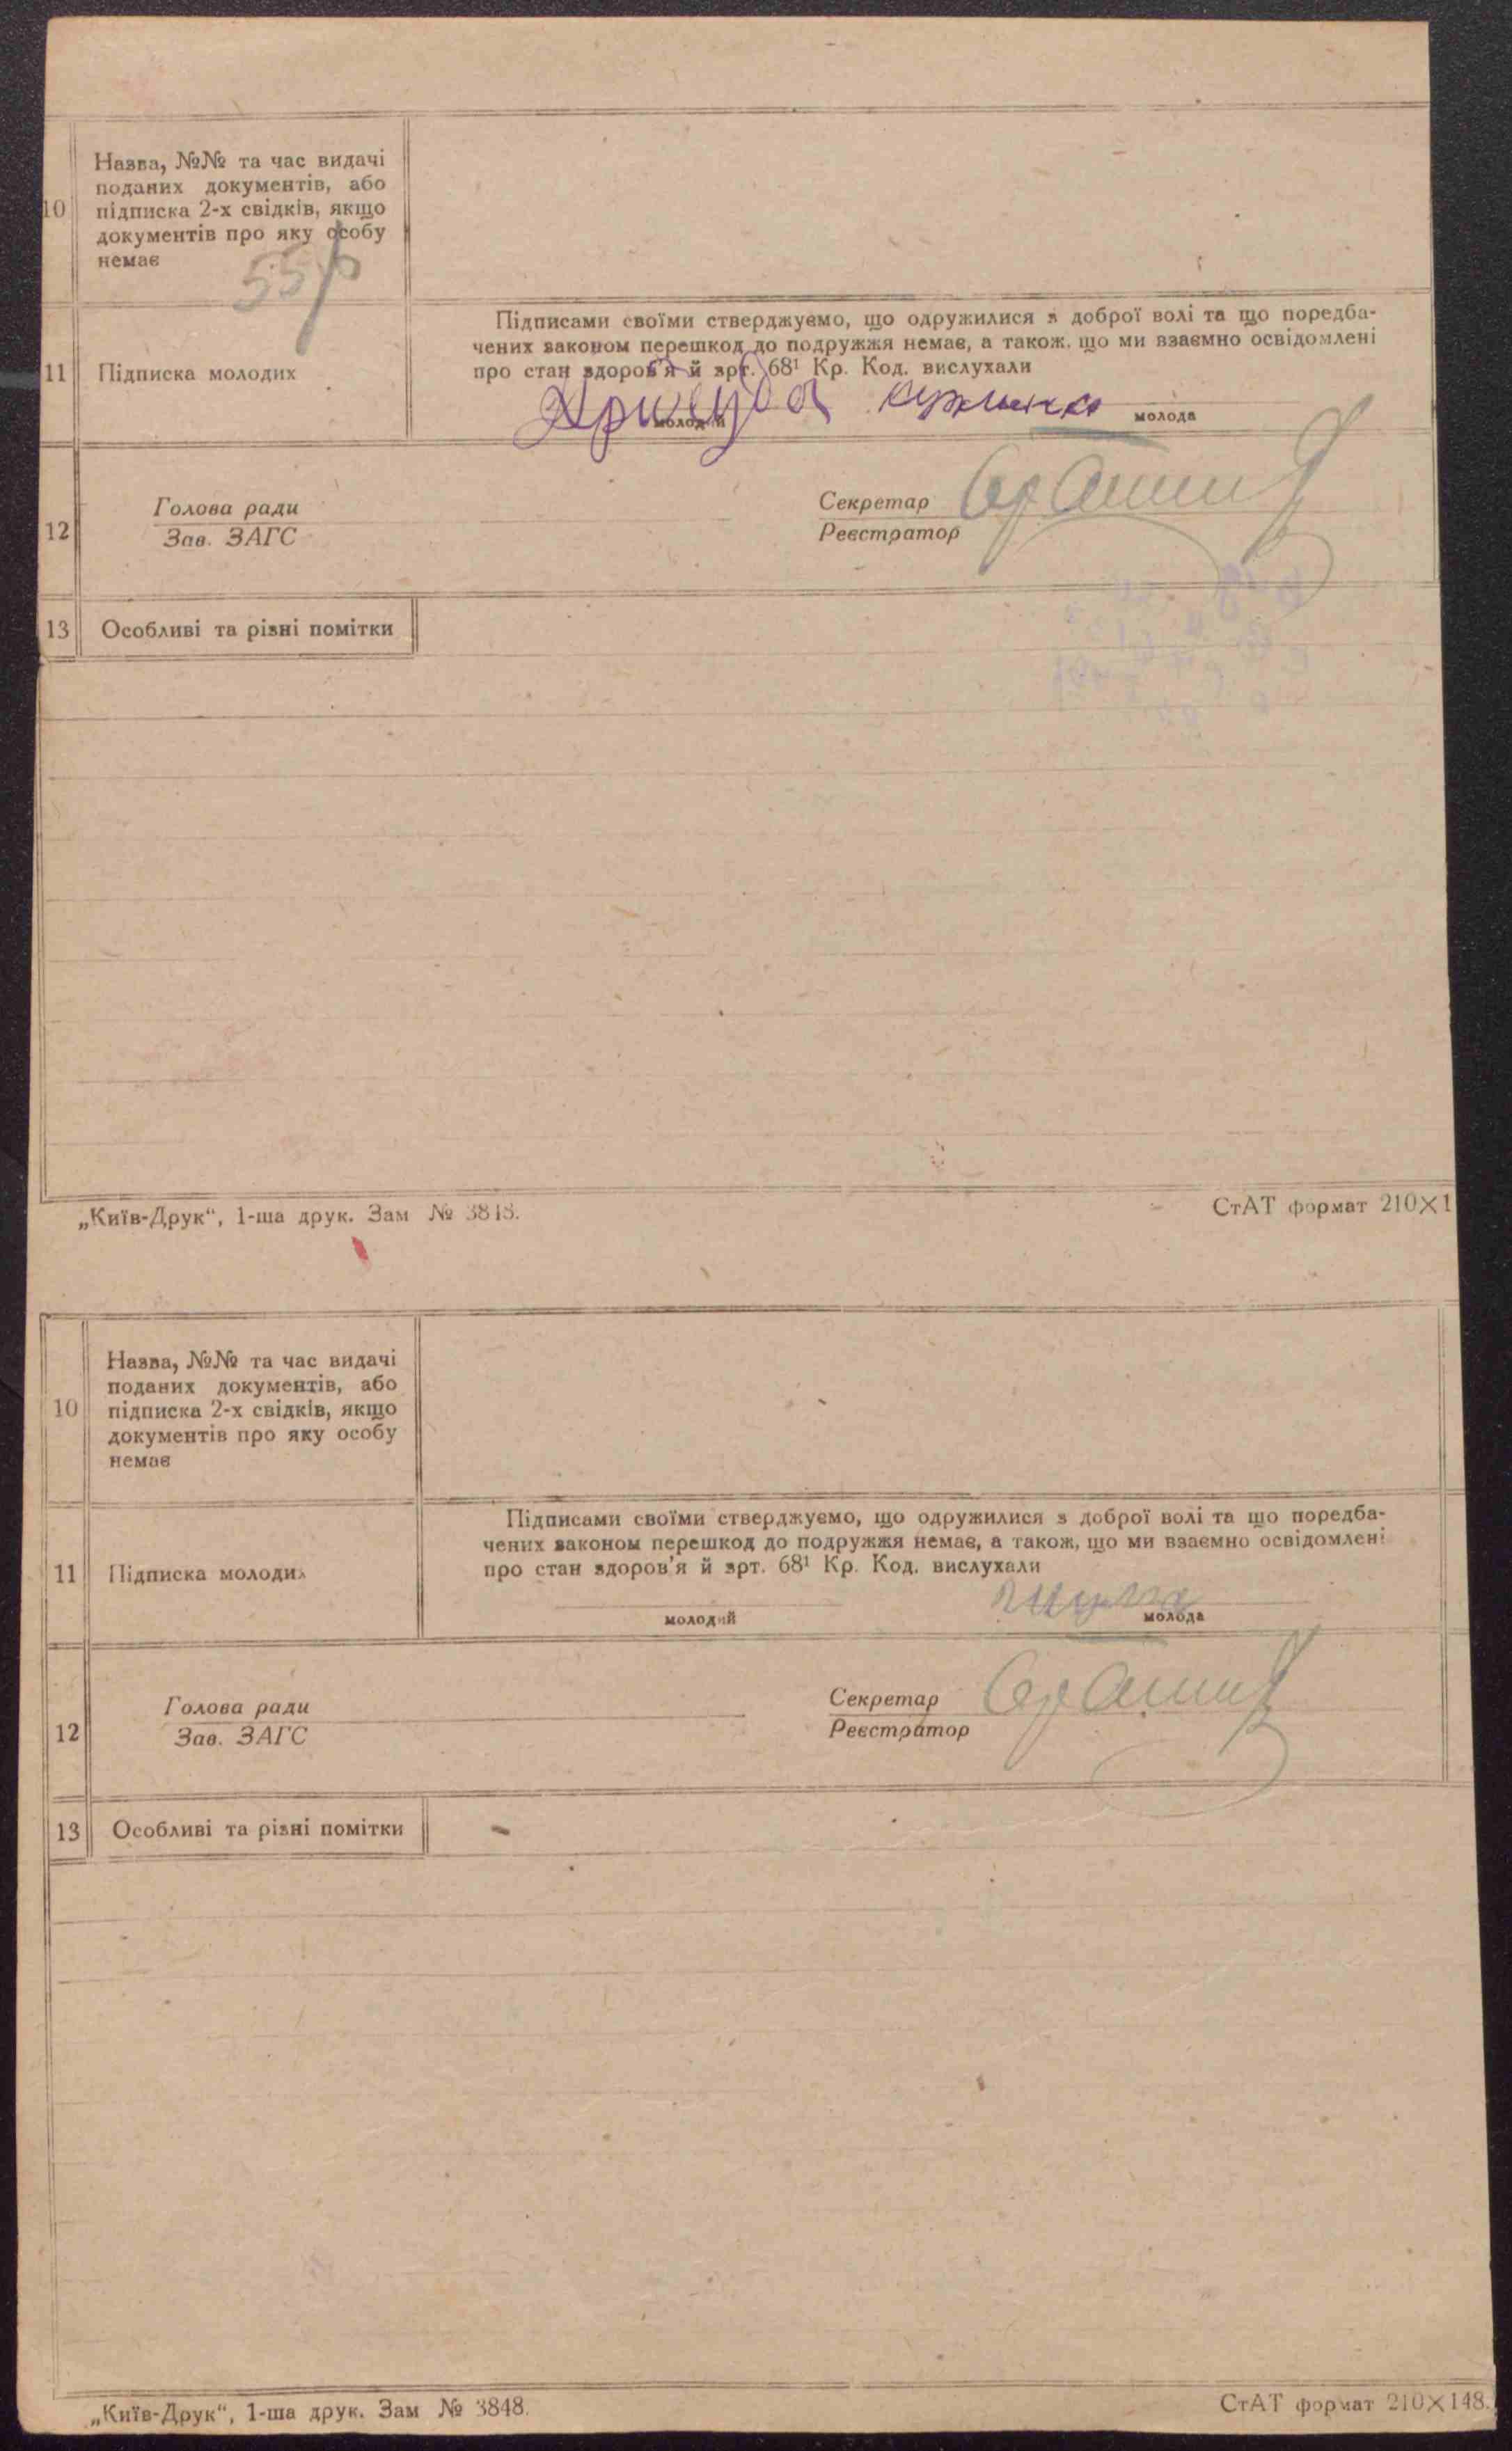 10
Назва, №№ та час видачі
поданих документів, або
підписка 2-х свідків, якщо
документів про яку особу
немає
55р
11
Підписка молодих
Підписами своїми стверджуємо, що одружилися з доброї волі та що поредба-
чених законом перешкод до подружжя немає, а також, що ми взаємно освідомлені
про стан здоров'я й арт. 68¹ Кр. Код. вислухали
молодий
молода
12
Голова ради
Зав. ЗАГС
Секретар
Реєстратор
13
Особливі та різні помітки
„Київ-Друк“, 1-ша друк. Зам № 3848.
СтАТ формат 210×1
10
Назва, №№ та час видачі
поданих документів, або
підписка 2-х свідків, якщо
документів про яку особу
немає
11
Підписка молодих
Підписами своїми стверджуємо, що одружилися з доброї волі та що поредба-
чених законом перешкод до подружжя немає, а також, що ми взаємно освідомлені
про стан здоров'я й арт. 68¹ Кр. Код. вислухали
молодий
молода
12
Голова ради
Зав. ЗАГС
Секретар
Реєстратор
13
Особливі та різні помітки
„Київ-Друк“, 1-ша друк. Зам № 3848.
СтАТ формат 210×148.